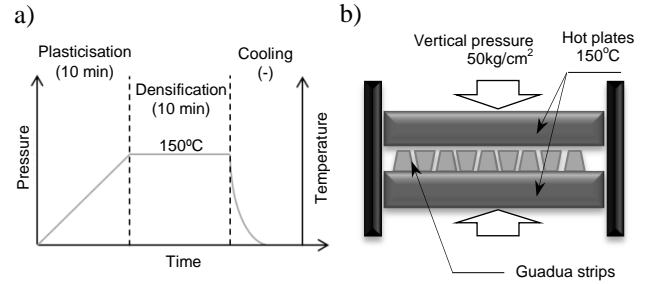 a)
Plasticisation
(10 min)
Densification
(10 min)
Cooling
(-)
150ºC
Pressure
Temperature
Time
b)
Vertical pressure
50kg/cm²
Hot plates
150°C
Guadua strips